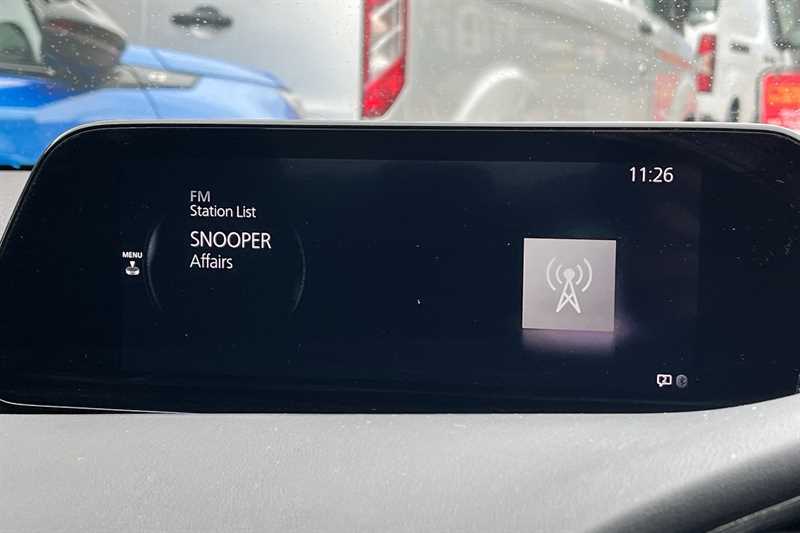 11:26
FM
Station List
SNOOPER
Affairs
MENU